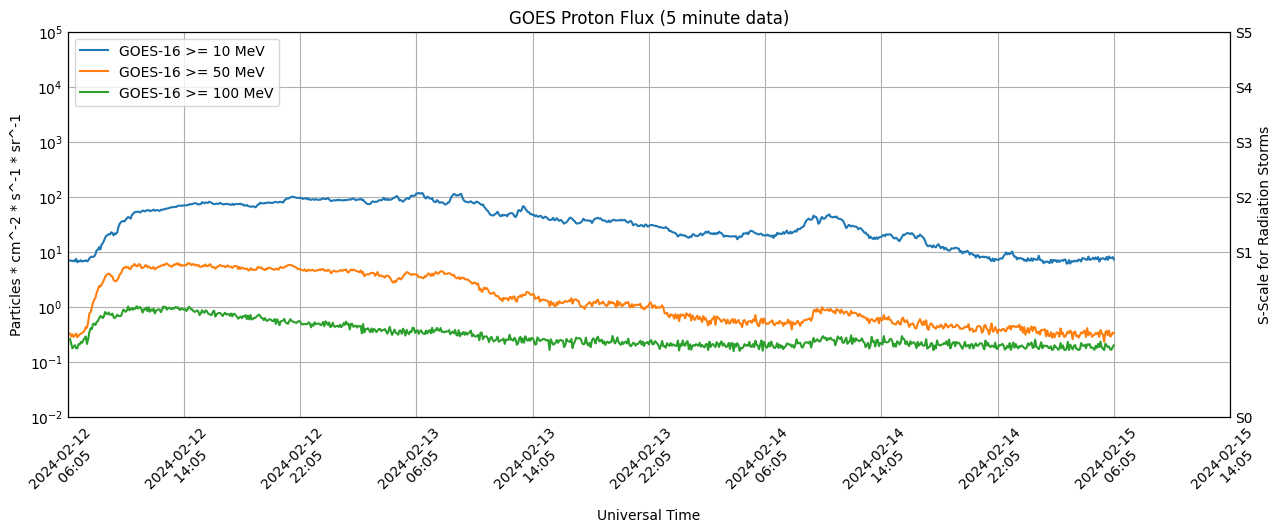 GOES Proton Flux (5 minute data)
GOES-16 >= 10 MeV
GOES-16 >= 50 MeV
GOES-16 >= 100 MeV
Particles * cm^-2 * s^-1 * sr^-1
10^5
10^4
10^3
10^2
10^1
10^0
10^-1
10^-2
S5
S4
S3
S2
S1
S0
S-Scale for Radiation Storms
2024-02-12
06:05
2024-02-12
14:05
2024-02-12
22:05
2024-02-13
06:05
2024-02-13
14:05
2024-02-13
22:05
2024-02-14
06:05
2024-02-14
14:05
2024-02-14
22:05
2024-02-15
06:05
2024-02-15
14:05
Universal Time